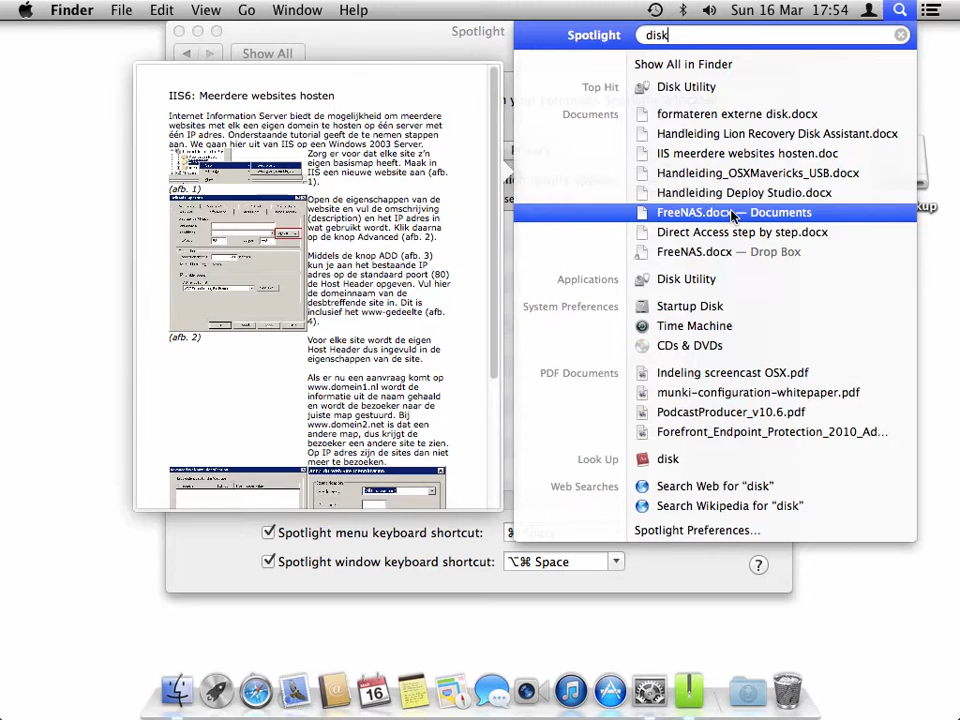 Finder File Edit View Go Window Help
Sun 16 Mar 17:54
Spotlight
Show All
Spotlight disk
Show All in Finder
Top Hit Disk Utility
Documents formateren externe disk.docx
Handleiding Lion Recovery Disk Assistant.docx
IIS meerdere websites hosten.doc
Handleiding_OSXMavericks_USB.docx
Handleiding Deploy Studio.docx
FreeNAS.docx — Documents
Direct Access step by step.docx
FreeNAS.docx — Drop Box
Applications Disk Utility
System Preferences Startup Disk
Time Machine
CDs & DVDs
PDF Documents Indeling screencast OSX.pdf
munki-configuration-whitepaper.pdf
PodcastProducer_v10.6.pdf
Forefront_Endpoint_Protection_2010_Ad...
Look Up disk
Web Searches Search Web for "disk"
Search Wikipedia for "disk"
Spotlight Preferences...
IIS6: Meerdere websites hosten
Internet Information Server biedt de mogelijkheid om meerdere
websites met elk een eigen domein te hosten op één server met
één IP adres. Onderstaande tutorial geeft de te nemen stappen
aan. We gaan hier uit van IIS op een Windows 2003 Server.
Zorg er voor dat elke site z'n
eigen basismap heeft. Maak in
IIS een nieuwe website aan (afb.
1).
(afb. 1)
Open de eigenschappen van de
website en vul de omschrijving
(description) en het IP adres in
wat gebruikt wordt. Klik daarna
op de knop Advanced (afb. 2).
Middels de knop ADD (afb. 3)
kun je aan het bestaande IP
adres op de standaard poort (80)
de Host Header opgeven. Vul hier
de domeinnaam van de
desbtreffende site in. Dit is
inclusief het www-gedeelte (afb.
4).
(afb. 2)
Voor elke site wordt de eigen
Host Header dus ingevuld in de
eigenschappen van de site.
Als er nu een aanvraag komt op
www.domein1.nl wordt de
informatie uit de naam gehaald
en wordt de bezoeker naar de
juiste map gestuurd. Bij
www.domein2.net is dat een
andere map, dus krijgt de
bezoeker een andere site te zien.
Op IP adres zijn de sites dan niet
meer te bezoeken.
Spotlight menu keyboard shortcut:
Spotlight window keyboard shortcut: ⌥⌘ Space
?
16